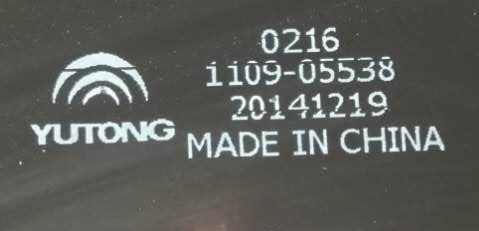 0216
1109-05538
20141219
YUTONG
MADE IN CHINA